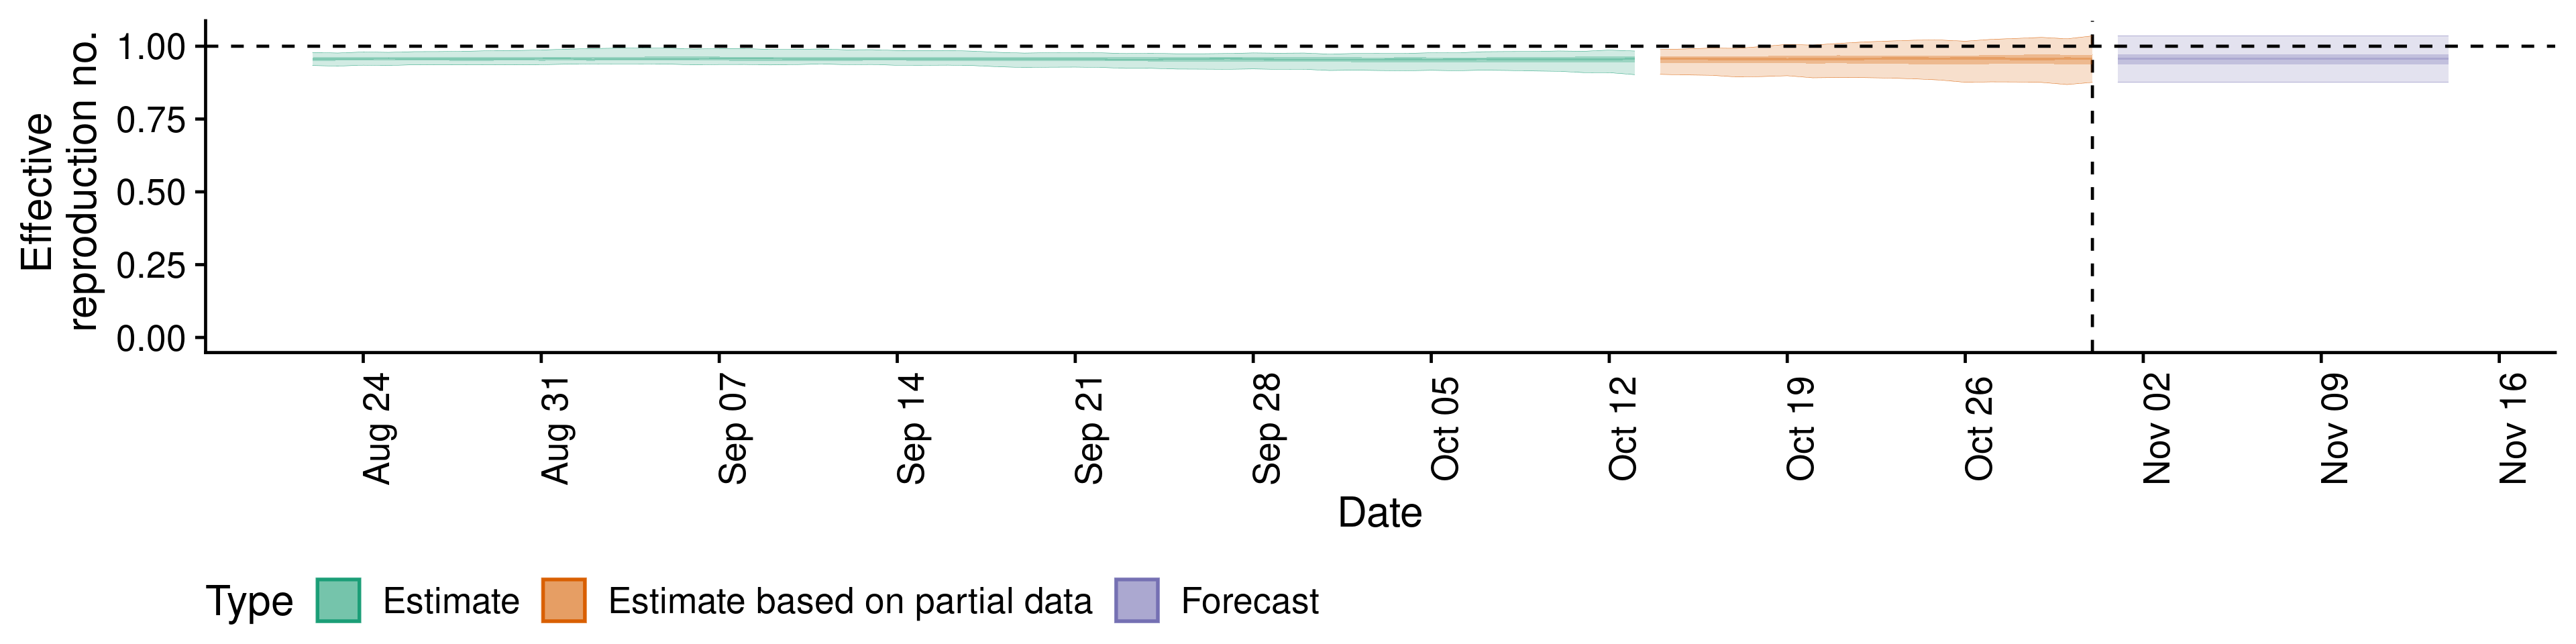 Effective
reproduction no.
1.00
0.75
0.50
0.25
0.00
Aug 24
Aug 31
Sep 07
Sep 14
Sep 21
Sep 28
Oct 05
Oct 12
Oct 19
Oct 26
Nov 02
Nov 09
Nov 16
Date
Type Estimate Estimate based on partial data Forecast